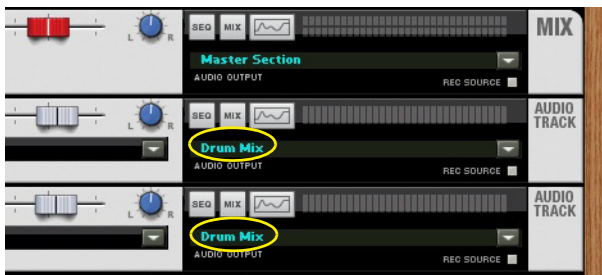 L R SEQ MIX MIX
Master Section
AUDIO OUTPUT REC SOURCE
L R SEQ MIX AUDIO
TRACK
Drum Mix
AUDIO OUTPUT REC SOURCE
L R SEQ MIX AUDIO
TRACK
Drum Mix
AUDIO OUTPUT REC SOURCE